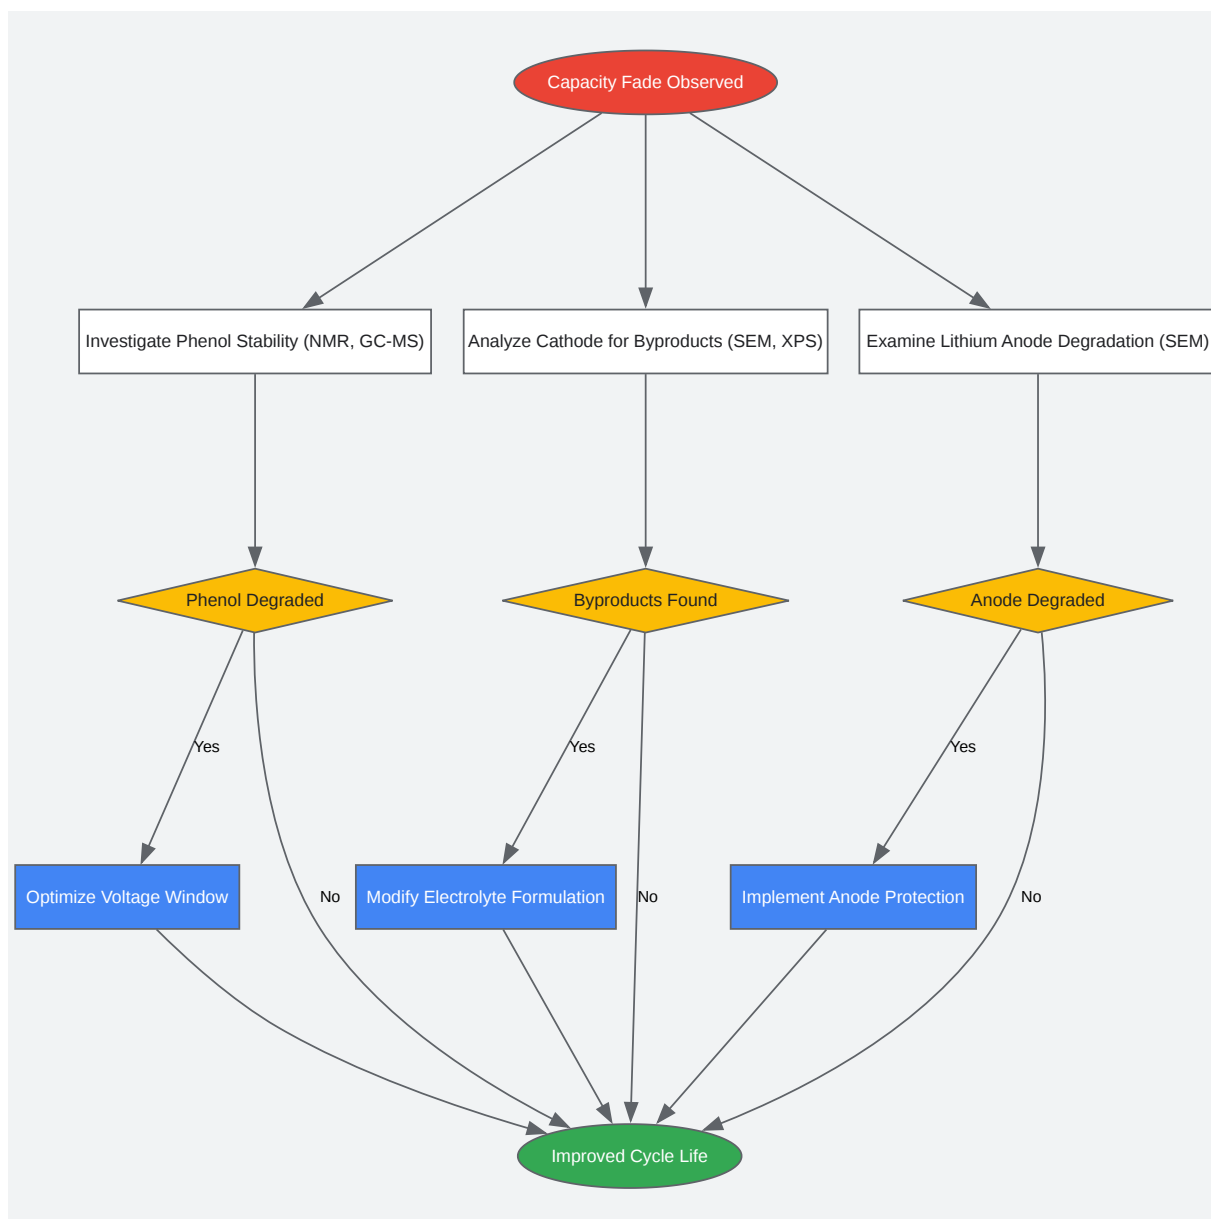 Capacity Fade Observed
Investigate Phenol Stability (NMR, GC-MS)
Analyze Cathode for Byproducts (SEM, XPS)
Examine Lithium Anode Degradation (SEM)
Phenol Degraded
Byproducts Found
Anode Degraded
Yes
Yes
Yes
Optimize Voltage Window
No
Modify Electrolyte Formulation
No
Implement Anode Protection
No
Improved Cycle Life